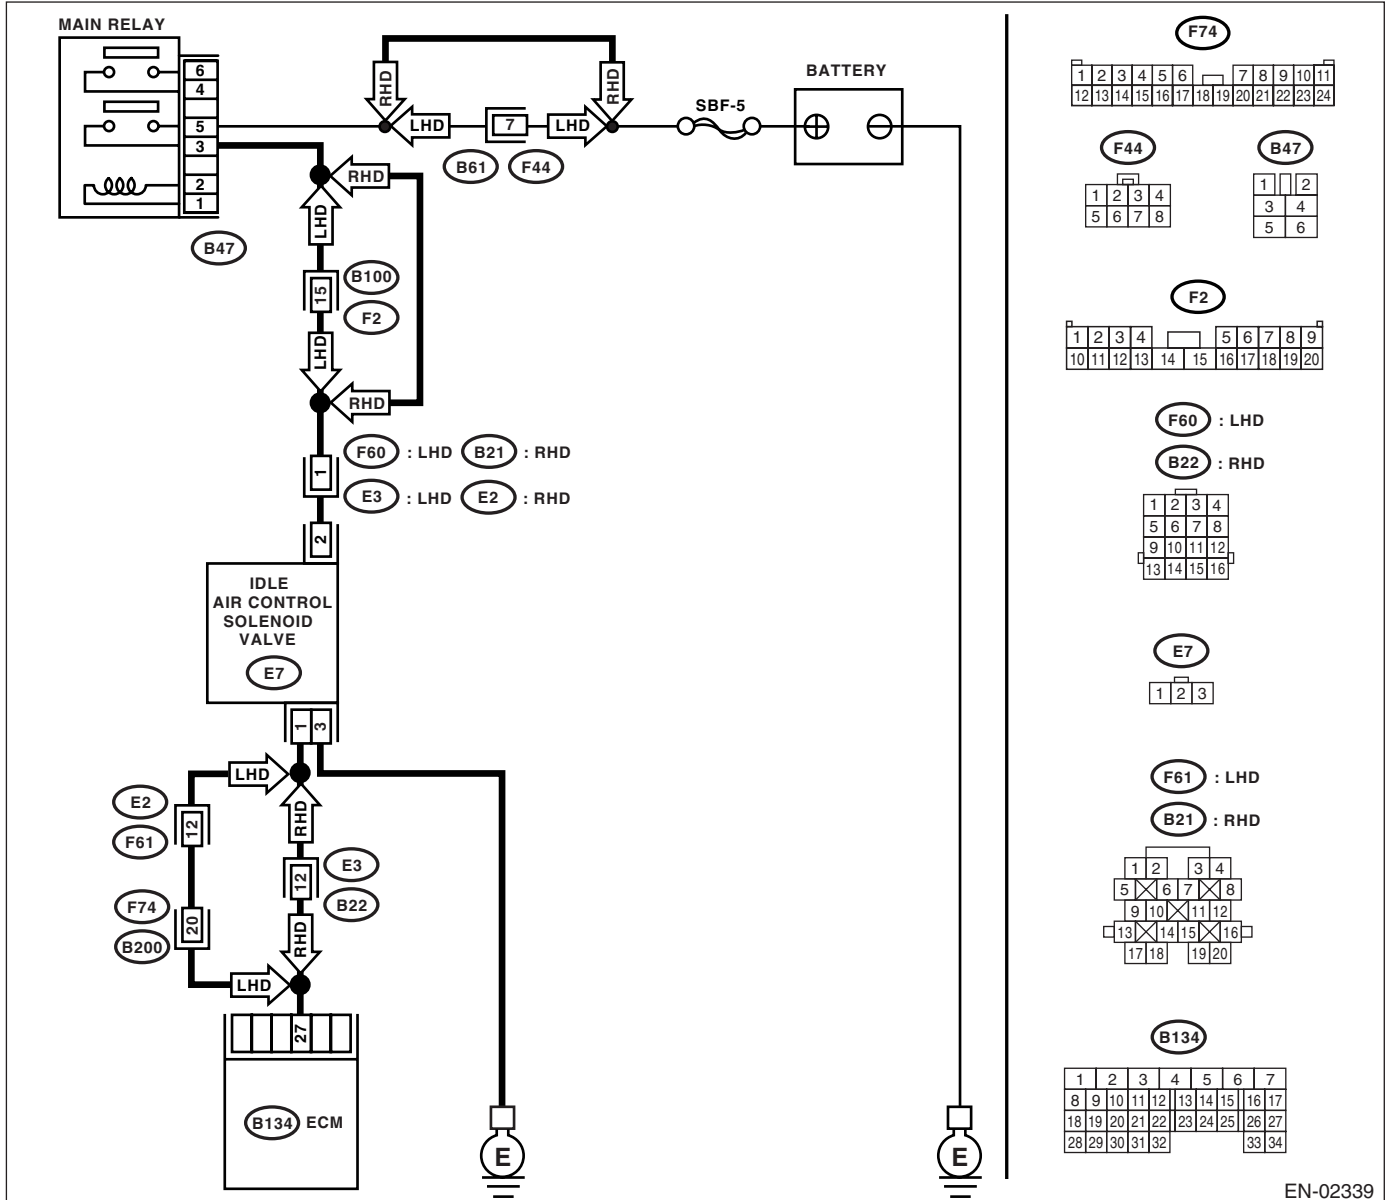 MAIN RELAY
6
4
5
3
2
1
B47
RHD
RHD
LHD
7
LHD
B61
F44
SBF-5
BATTERY
RHD
LHD
15
B100
F2
LHD
RHD
1
F60 : LHD B21 : RHD
E3 : LHD E2 : RHD
2
IDLE
AIR CONTROL
SOLENOID
VALVE
E7
1 3
LHD
RHD
E2
12
F61
12
E3
B22
F74
20
B200
RHD
LHD
27
B134 ECM
E
E
F74
1 2 3 4 5 6 7 8 9 10 11
12 13 14 15 16 17 18 19 20 21 22 23 24
F44
1 2 3 4
5 6 7 8
B47
1 2
3 4
5 6
F2
1 2 3 4 5 6 7 8 9
10 11 12 13 14 15 16 17 18 19 20
F60 : LHD
B22 : RHD
1 2 3 4
5 6 7 8
9 10 11 12
13 14 15 16
E7
1 2 3
F61 : LHD
B21 : RHD
1 2 3 4
5 6 7 8
9 10 11 12
13 14 15 16
17 18 19 20
B134
1 2 3 4 5 6 7
8 9 10 11 12 13 14 15 16 17
18 19 20 21 22 23 24 25 26 27
28 29 30 31 32 33 34
EN-02339